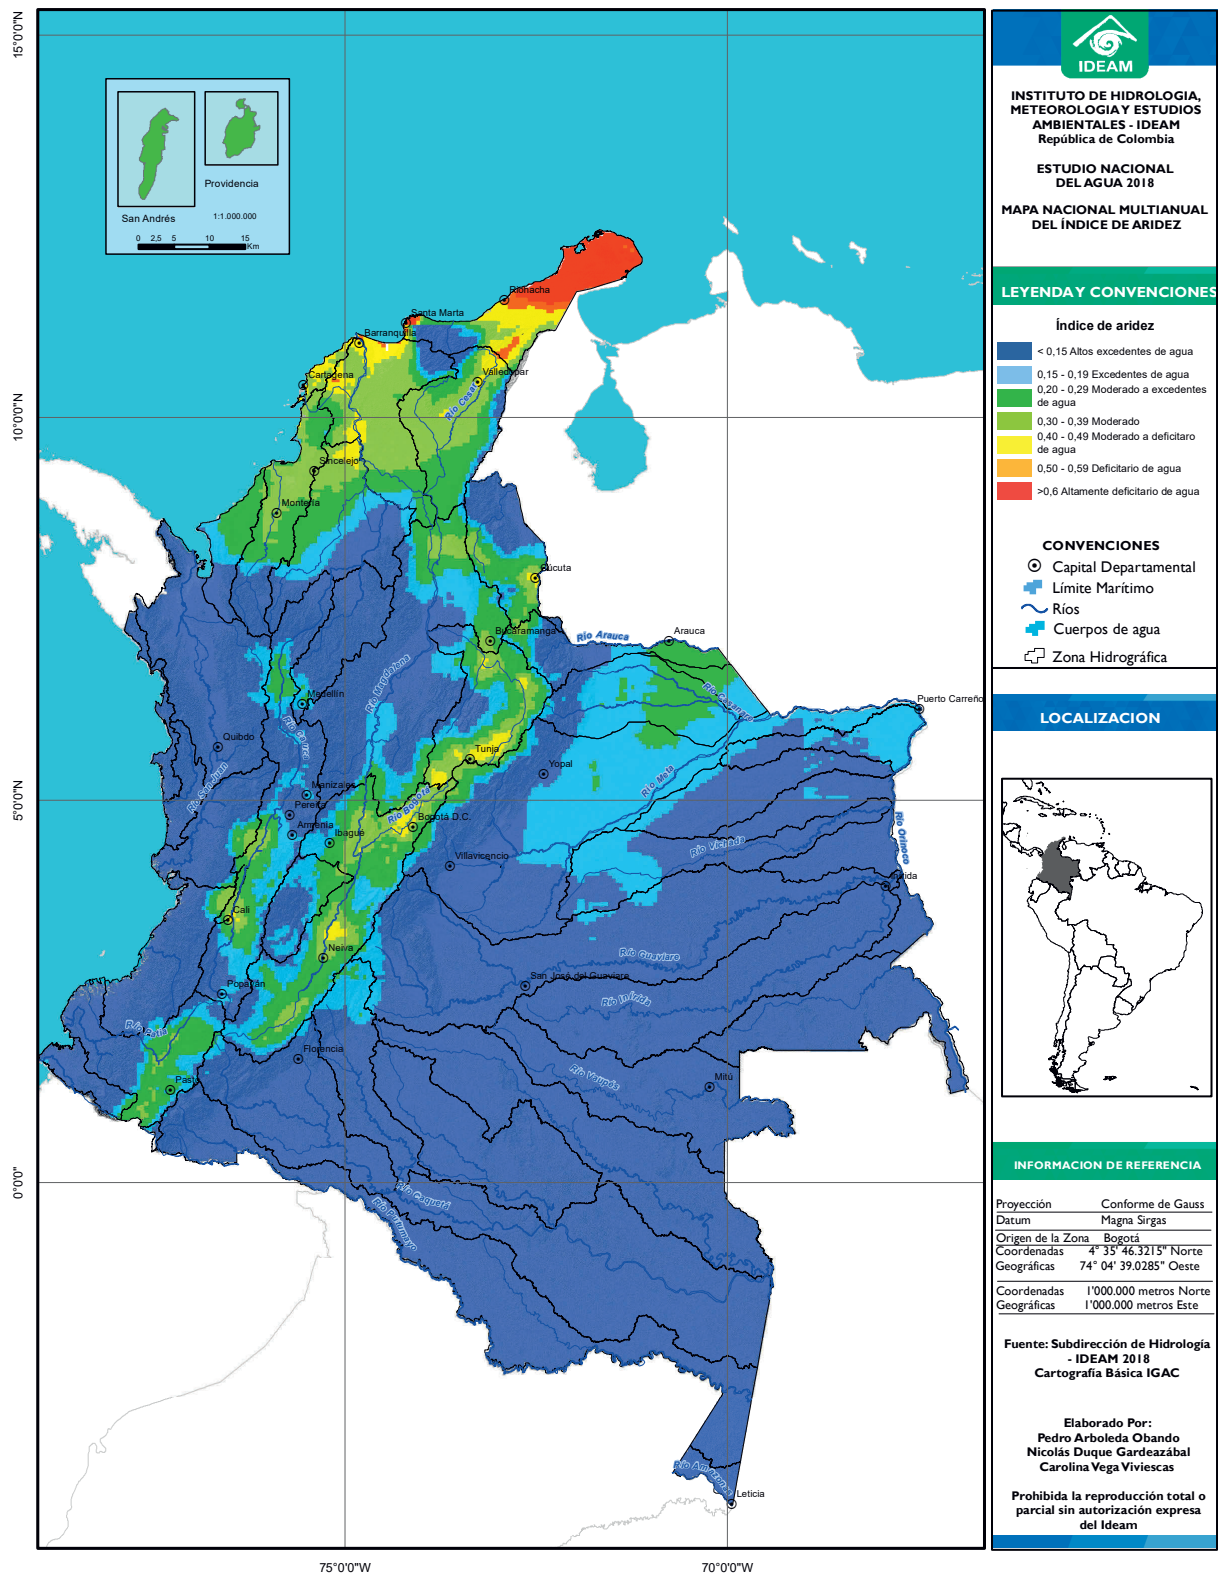 15°0'0"N
10°0'0"N
5°0'0"N
0°0'0"
75°0'0"W
70°0'0"W
San Andrés
Providencia
1:1.000.000
0 2,5 5 10 15
Km
Riohacha
Santa Marta
Barranquilla
Cartagena
Valledupar
Río Cesar
Sincelejo
Montería
Cúcuta
Bucaramanga
Río Arauca
Arauca
Río Casanare
Puerto Carreño
Río Magdalena
Medellín
Río Cauca
Quibdo
Río San Juan
Tunja
Yopal
Río Meta
Manizales
Pereira
Armenia
Ibagué
Río Bogotá
Bogotá D.C.
Villavicencio
Río Vichada
Río Orinoco
Inírida
Cali
Neiva
Río Guaviare
San José del Guaviare
Río Inírida
Popayán
Río Patía
Florencia
Pasto
Río Vaupés
Mitú
Río Caquetá
Río Putumayo
Río Amazonas
Leticia
IDEAM
INSTITUTO DE HIDROLOGIA,
METEOROLOGIA Y ESTUDIOS
AMBIENTALES - IDEAM
República de Colombia
ESTUDIO NACIONAL
DEL AGUA 2018
MAPA NACIONAL MULTIANUAL
DEL ÍNDICE DE ARIDEZ
LEYENDA Y CONVENCIONES
Índice de aridez
< 0,15 Altos excedentes de agua
0,15 - 0,19 Excedentes de agua
0,20 - 0,29 Moderado a excedentes
de agua
0,30 - 0,39 Moderado
0,40 - 0,49 Moderado a deficitaro
de agua
0,50 - 0,59 Deficitario de agua
>0,6 Altamente deficitario de agua
CONVENCIONES
Capital Departamental
Límite Marítimo
Ríos
Cuerpos de agua
Zona Hidrográfica
LOCALIZACION
INFORMACION DE REFERENCIA
Proyección Conforme de Gauss
Datum Magna Sirgas
Origen de la Zona Bogotá
Coordenadas 4° 35' 46.3215" Norte
Geográficas 74° 04' 39.0285" Oeste
Coordenadas 1'000.000 metros Norte
Geográficas 1'000.000 metros Este
Fuente: Subdirección de Hidrología
- IDEAM 2018
Cartografía Básica IGAC
Elaborado Por:
Pedro Arboleda Obando
Nicolás Duque Gardeazábal
Carolina Vega Viviescas
Prohibida la reproducción total o
parcial sin autorización expresa
del Ideam